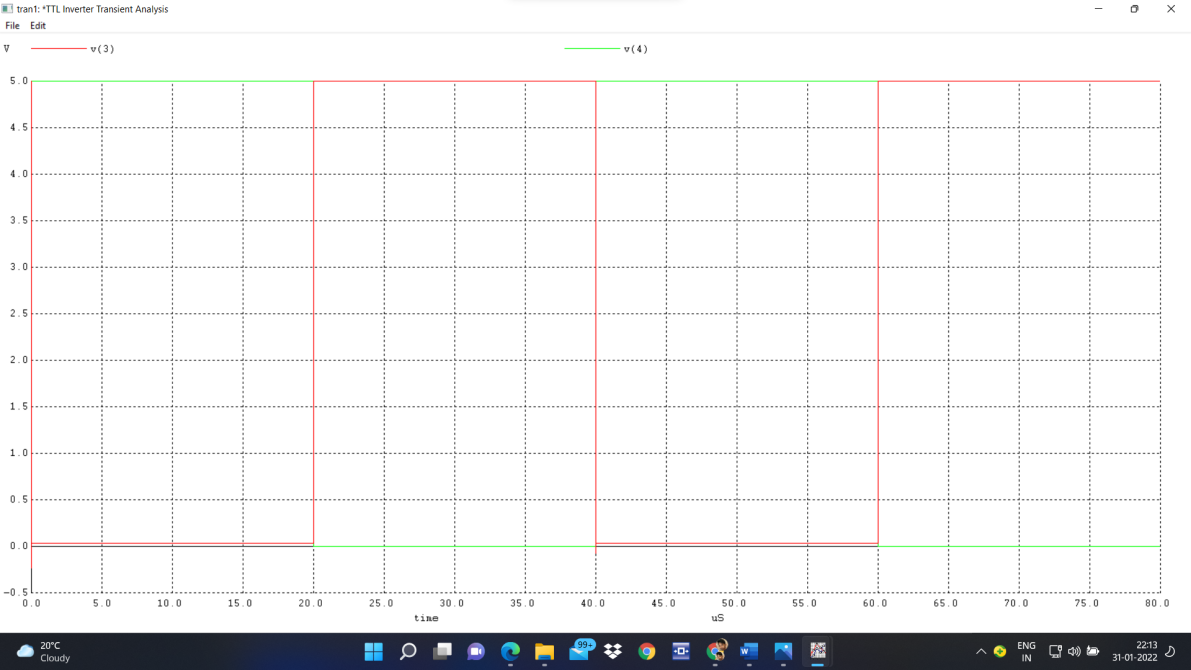 tran1: *TTL Inverter Transient Analysis
File Edit
V v(3) v(4)
5.0
4.5
4.0
3.5
3.0
2.5
2.0
1.5
1.0
0.5
0.0
-0.5
0.0 5.0 10.0 15.0 20.0 25.0 30.0 35.0 40.0 45.0 50.0 55.0 60.0 65.0 70.0 75.0 80.0
time uS
20°C
Cloudy
99+
W
ENG
IN
22:13
31-01-2022